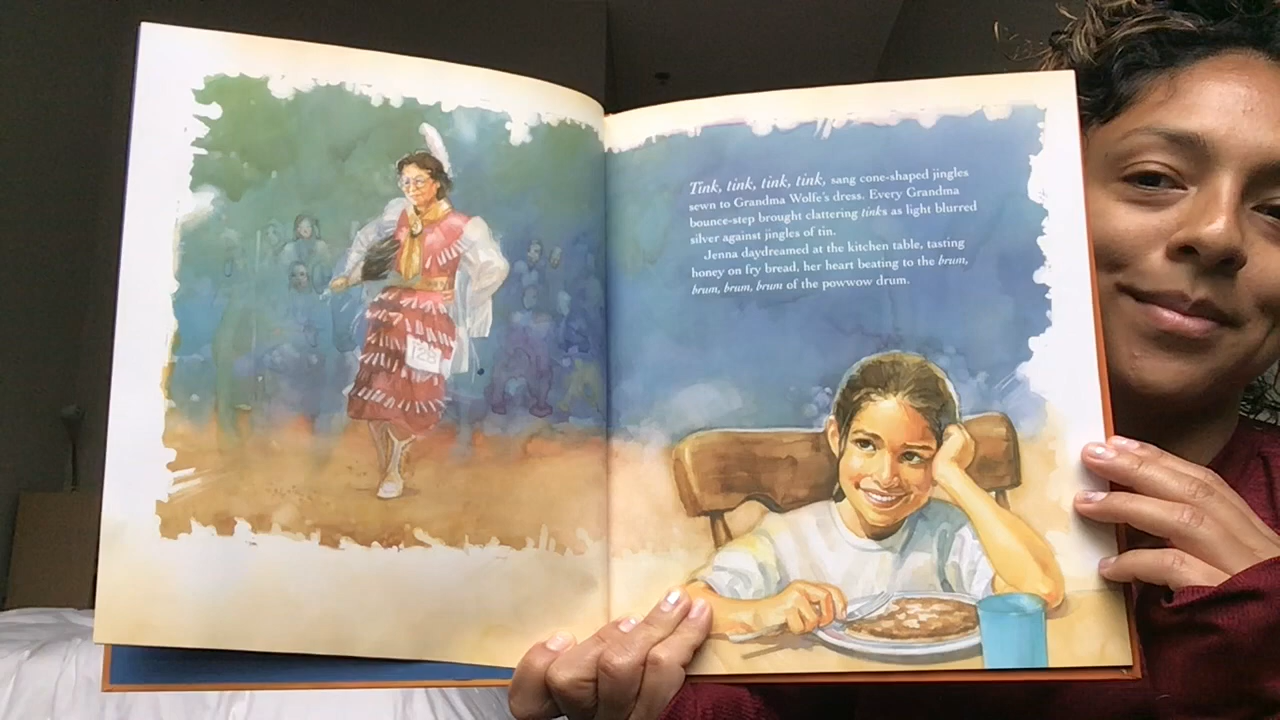 128
Tink, tink, tink, tink, sang cone-shaped jingles
sewn to Grandma Wolfe's dress. Every Grandma
bounce-step brought clattering tinks as light blurred
silver against jingles of tin.
Jenna daydreamed at the kitchen table, tasting
honey on fry bread, her heart beating to the brum,
brum, brum, brum of the powwow drum.